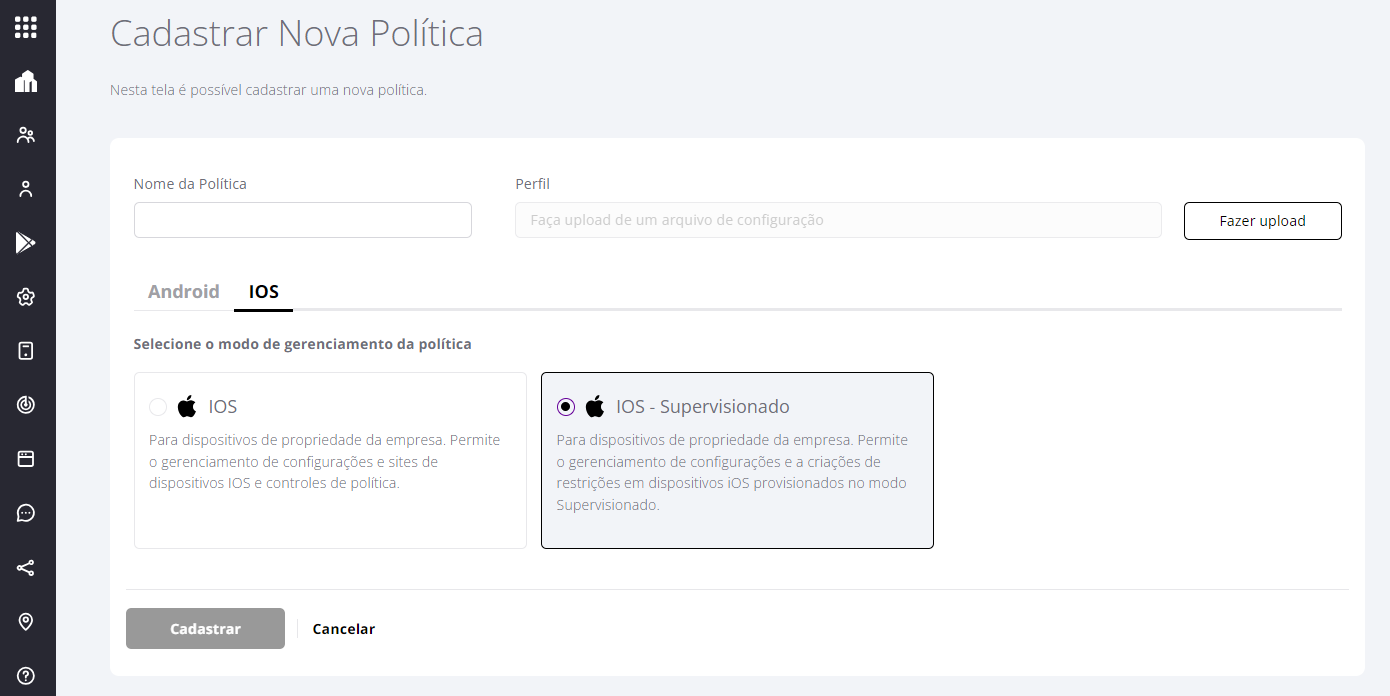 Cadastrar Nova Política
Nesta tela é possível cadastrar uma nova política.
Nome da Política
Perfil
Faça upload de um arquivo de configuração
Fazer upload
Android
IOS
Selecione o modo de gerenciamento da política
IOS
Para dispositivos de propriedade da empresa. Permite
o gerenciamento de configurações e sites de
dispositivos IOS e controles de política.
IOS - Supervisionado
Para dispositivos de propriedade da empresa. Permite
o gerenciamento de configurações e a criações de
restrições em dispositivos iOS provisionados no modo
Supervisionado.
Cadastrar
Cancelar